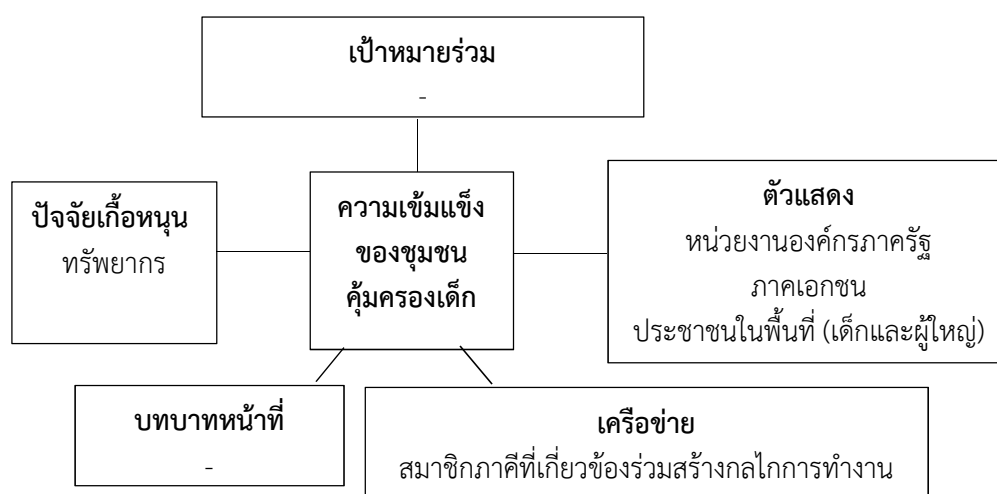 เป้าหมายร่วม
-
ปัจจัยเกื้อหนุน
ทรัพยากร
ความเข้มแข็ง
ของชุมชน
คุ้มครองเด็ก
ตัวแสดง
หน่วยงานองค์กรภาครัฐ
ภาคเอกชน
ประชาชนในพื้นที่ (เด็กและผู้ใหญ่)
บทบาทหน้าที่
-
เครือข่าย
สมาชิกภาคีที่เกี่ยวข้องร่วมสร้างกลไกการทำงาน